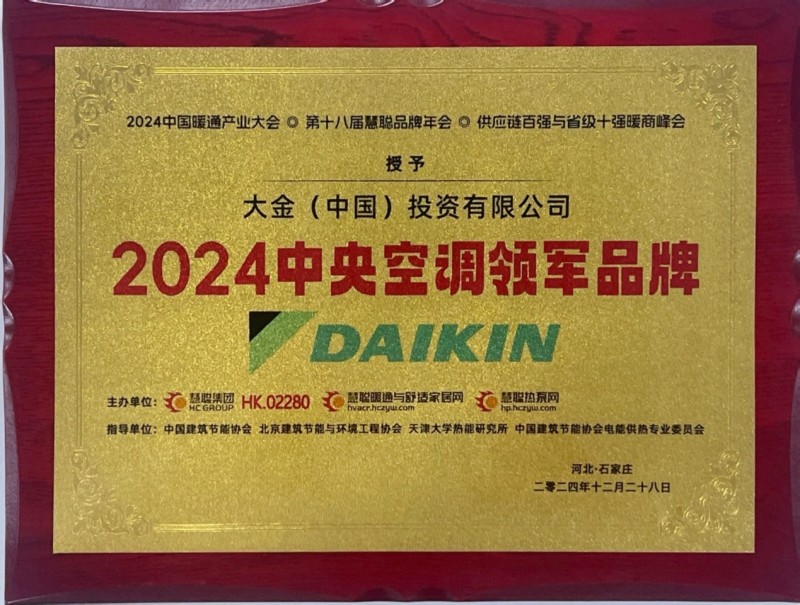 2024中国暖通产业大会 ◎ 第十八届慧聪品牌年会 ◎ 供应链百强与省级十强暖商峰会
授予
大金（中国）投资有限公司
2024中央空调领军品牌
DAIKIN
主办单位： 慧聪集团 HC GROUP HK.02280 慧聪暖通与舒适家居网 hvacr.hczyw.com 慧聪热泵网 hp.hczyw.com
指导单位：中国建筑节能协会 北京建筑节能与环境工程协会 天津大学热能研究所 中国建筑节能协会电能供热专业委员会
河北·石家庄
二零二四年十二月二十八日